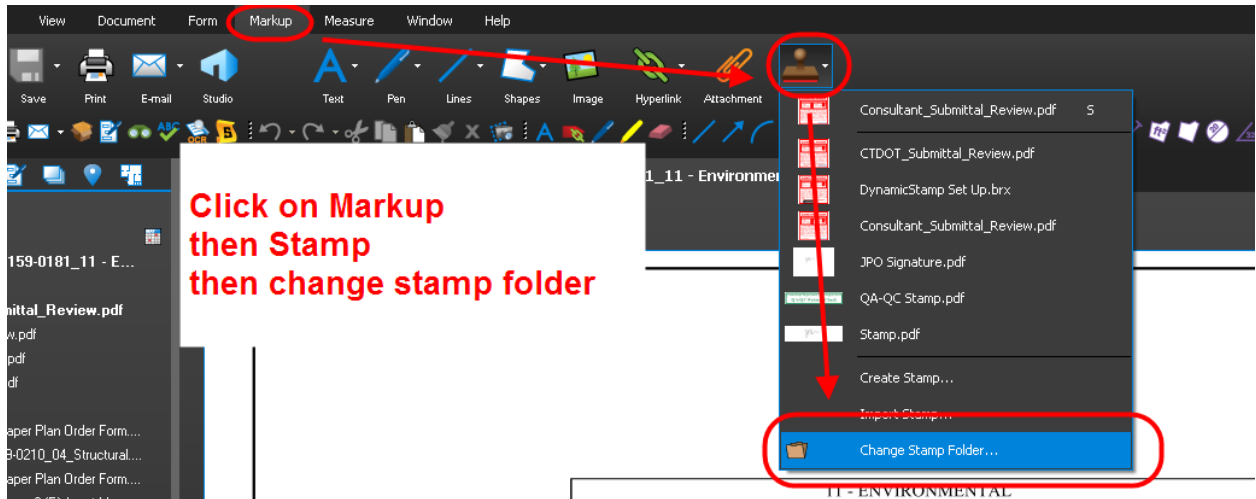 View Document Form Markup Measure Window Help
Save Print E-mail Studio Text Pen Lines Shapes Image Hyperlink Attachment
Consultant_Submittal_Review.pdf S
CTDOT_Submittal_Review.pdf
DynamicStamp Set Up.brx
Consultant_Submittal_Review.pdf
JPO Signature.pdf
QA-QC Stamp.pdf
Stamp.pdf
Create Stamp...
Import Stamp...
Change Stamp Folder...
1_11 - Environme
Click on Markup
then Stamp
then change stamp folder
159-0181_11 - E...
mittal_Review.pdf
w.pdf
pdf
df
aper Plan Order Form....
9-0210_04_Structural....
aper Plan Order Form....
11 - ENVIRONMENTAL